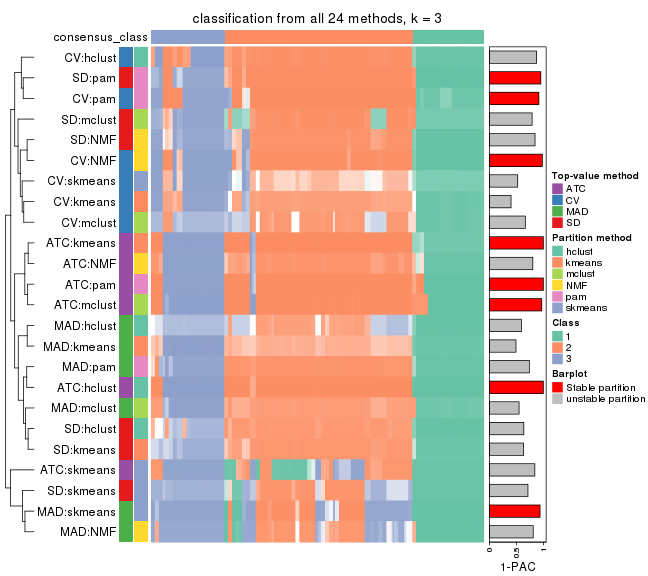 classification from all 24 methods, k = 3
consensus_class
CV:hclust
SD:pam
CV:pam
SD:mclust
SD:NMF
CV:NMF
CV:skmeans
CV:kmeans
CV:mclust
ATC:kmeans
ATC:NMF
ATC:pam
ATC:mclust
MAD:hclust
MAD:kmeans
MAD:pam
ATC:hclust
MAD:mclust
SD:hclust
SD:kmeans
ATC:skmeans
SD:skmeans
MAD:skmeans
MAD:NMF
0 0.5 1
1-PAC
Top-value method
ATC
CV
MAD
SD
Partition method
hclust
kmeans
mclust
NMF
pam
skmeans
Class
1
2
3
Barplot
Stable partition
unstable partition